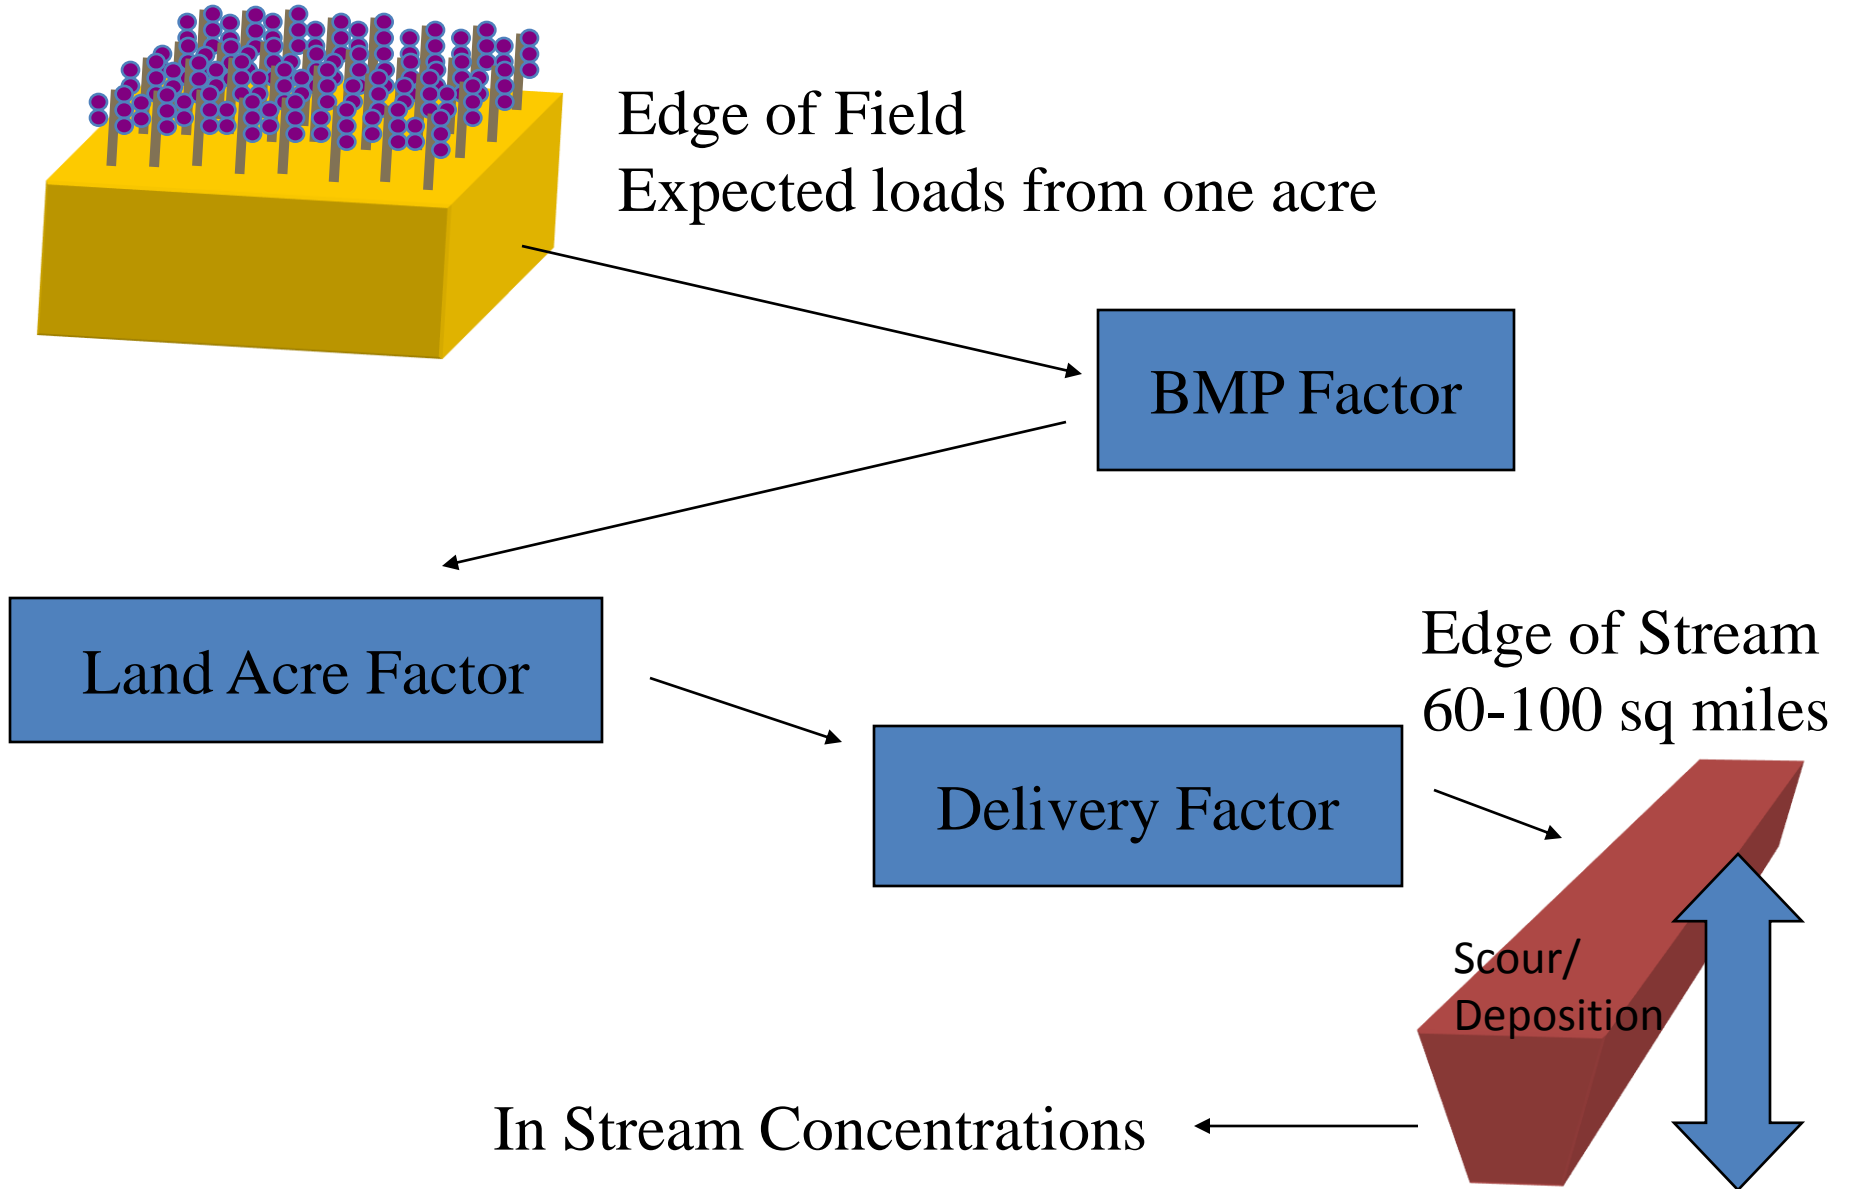 Edge of Field
Expected loads from one acre
BMP Factor
Land Acre Factor
Edge of Stream
60-100 sq miles
Delivery Factor
Scour/
Deposition
In Stream Concentrations